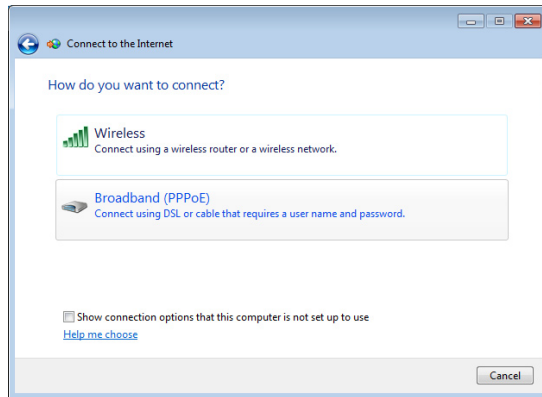 Connect to the Internet
How do you want to connect?
Wireless
Connect using a wireless router or a wireless network.
Broadband (PPPoE)
Connect using DSL or cable that requires a user name and password.
Show connection options that this computer is not set up to use
Help me choose
Cancel